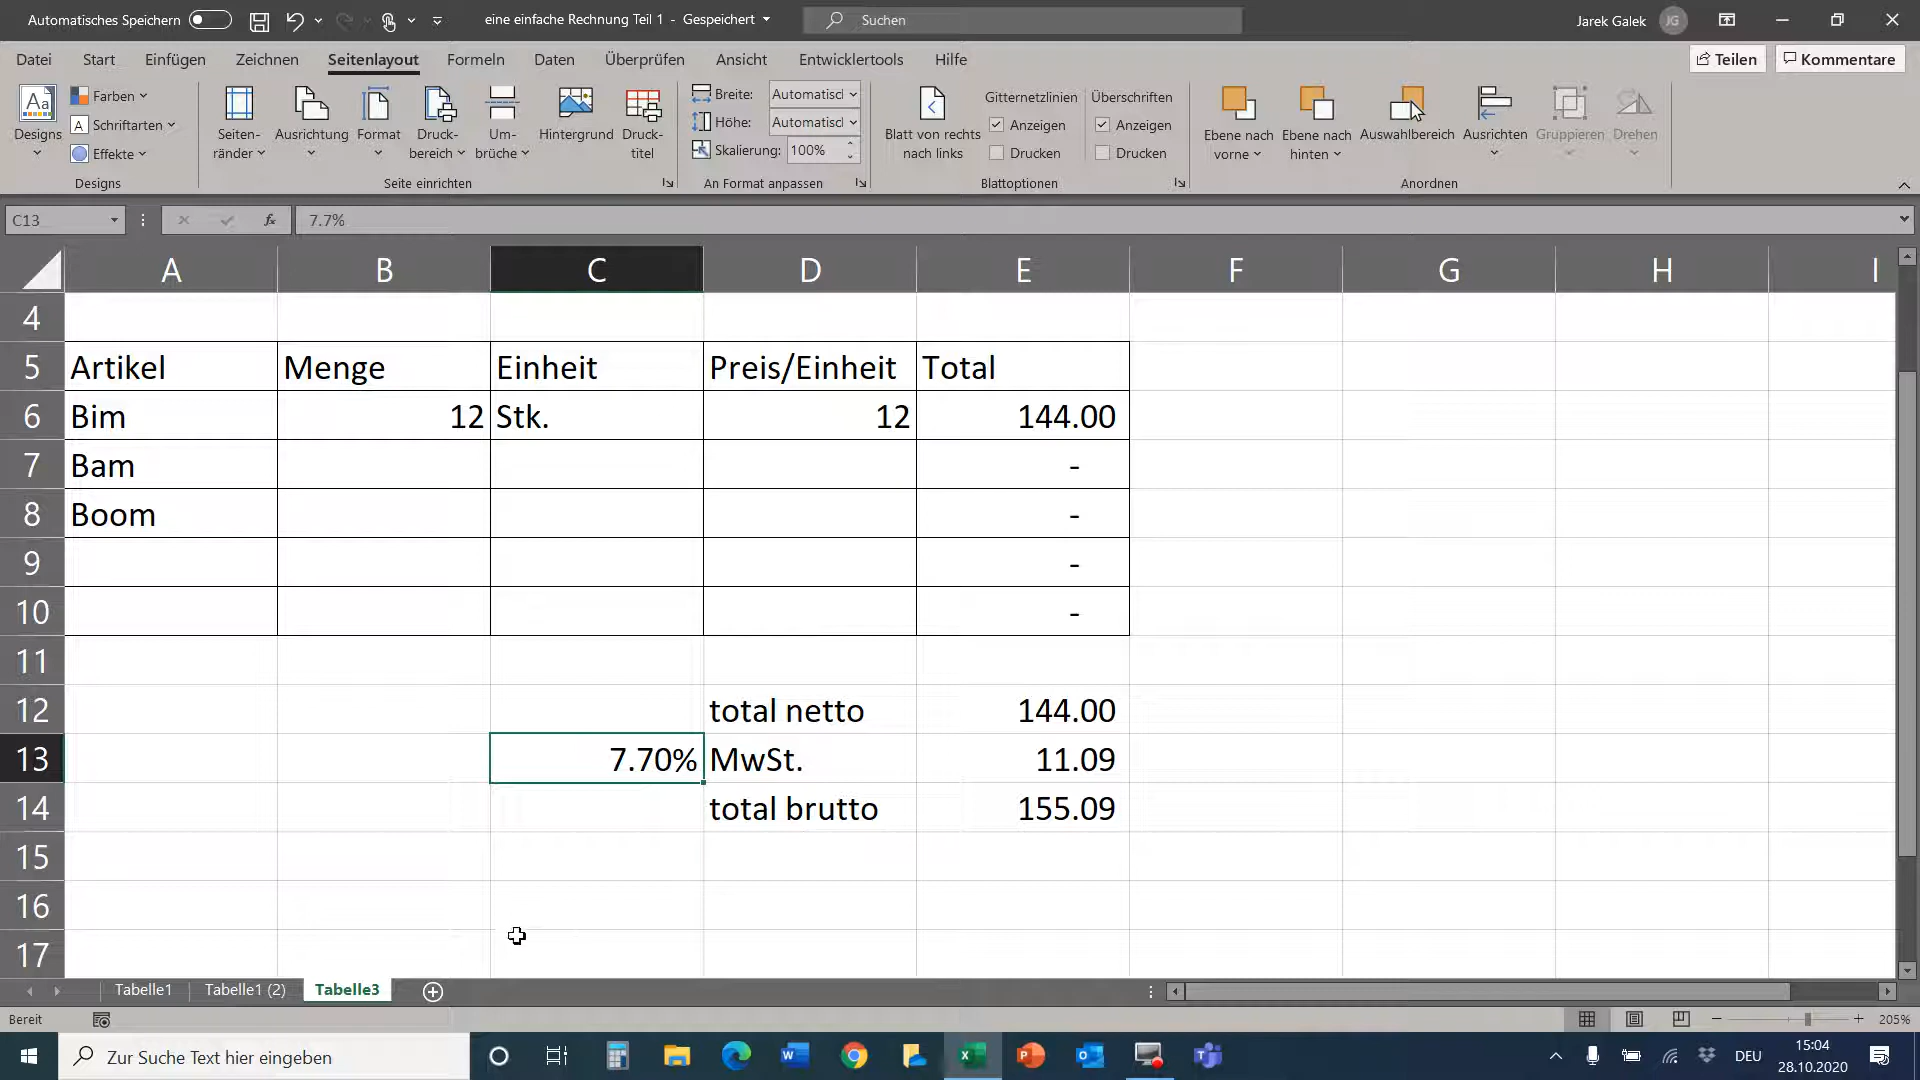 Automatisches Speichern
eine einfache Rechnung Teil 1 - Gespeichert
Suchen
Jarek Galek
JG
Datei Start Einfügen Zeichnen Seitenlayout Formeln Daten Überprüfen Ansicht Entwicklertools Hilfe
Teilen Kommentare
Aa
Designs
A
Farben
Schriftarten
Effekte
Designs
Seiten-
ränder
Ausrichtung
Format
Druck-
bereich
Um-
brüche
Hintergrund
Druck-
titel
Seite einrichten
Breite: Automatiscl
Höhe: Automatiscl
Skalierung: 100%
An Format anpassen
Blatt von rechts
nach links
Gitternetzlinien
Anzeigen
Drucken
Überschriften
Anzeigen
Drucken
Blattoptionen
Ebene nach
vorne
Ebene nach
hinten
Auswahlbereich
Ausrichten
Gruppieren
Drehen
Anordnen
C13 fx 7.7%
A B C D E F G H I
4
5 Artikel Menge Einheit Preis/Einheit Total
6 Bim 12 Stk. 12 144.00
7 Bam -
8 Boom -
9 -
10 -
11
12 total netto 144.00
13 7.70% MwSt. 11.09
14 total brutto 155.09
15
16
17
Tabelle1 Tabelle1 (2) Tabelle3
Bereit
205%
Zur Suche Text hier eingeben
DEU
15:04
28.10.2020